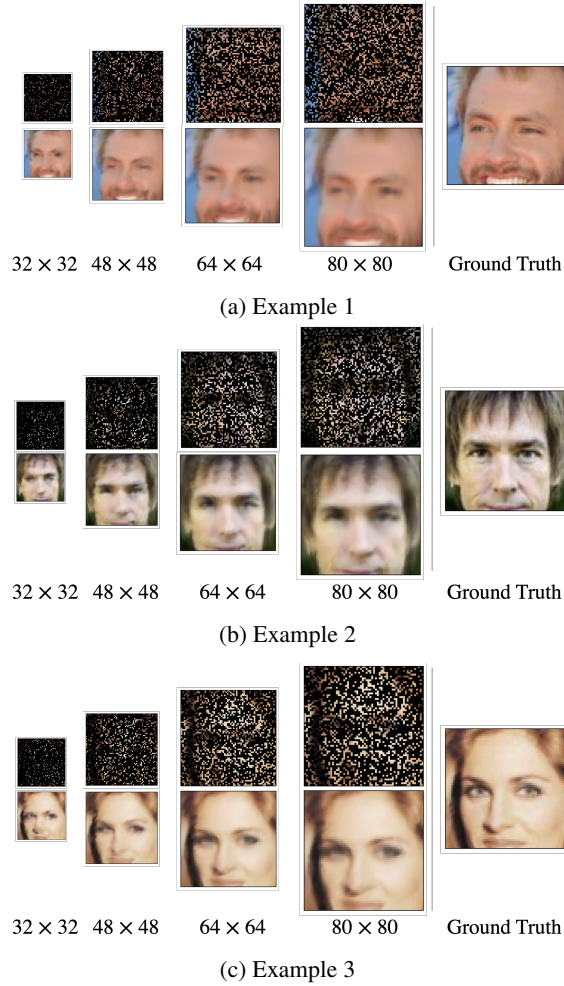 32 × 32 48 × 48 64 × 64 80 × 80 Ground Truth
(a) Example 1
32 × 32 48 × 48 64 × 64 80 × 80 Ground Truth
(b) Example 2
32 × 32 48 × 48 64 × 64 80 × 80 Ground Truth
(c) Example 3